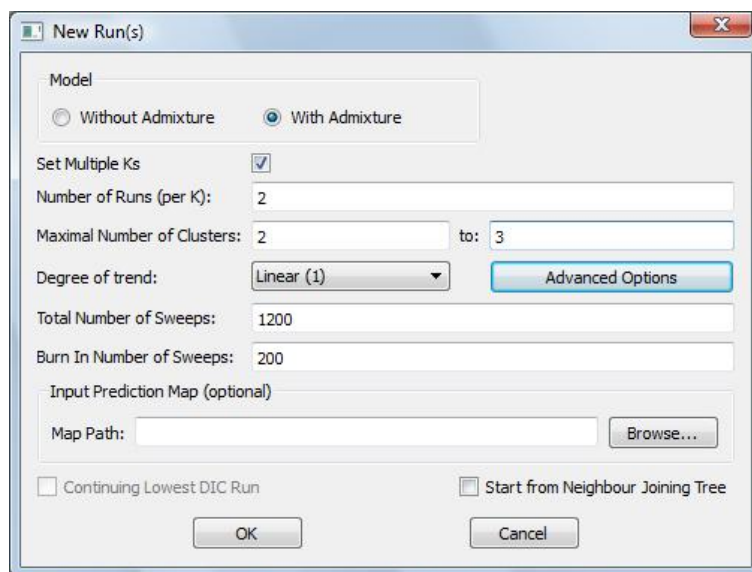 New Run(s)
Model
Without Admixture With Admixture
Set Multiple Ks
Number of Runs (per K): 2
Maximal Number of Clusters: 2 to: 3
Degree of trend: Linear (1) Advanced Options
Total Number of Sweeps: 1200
Burn In Number of Sweeps: 200
Input Prediction Map (optional)
Map Path: Browse...
Continuing Lowest DIC Run Start from Neighbour Joining Tree
OK Cancel